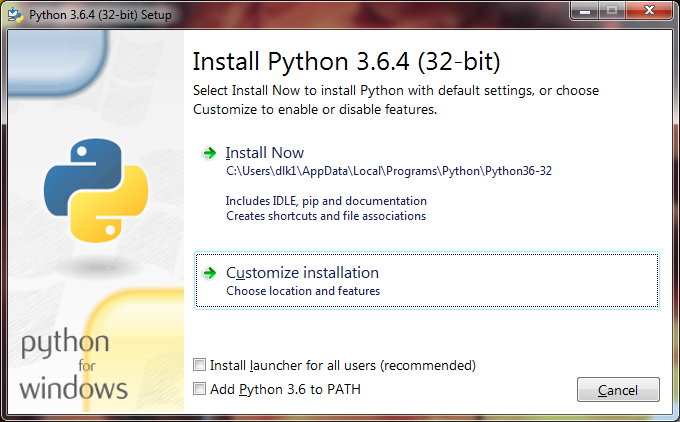 Python 3.6.4 (32-bit) Setup
Install Python 3.6.4 (32-bit)
Select Install Now to install Python with default settings, or choose
Customize to enable or disable features.
Install Now
C:\Users\dlk1\AppData\Local\Programs\Python\Python36-32
Includes IDLE, pip and documentation
Creates shortcuts and file associations
Customize installation
Choose location and features
python
for
windows
Install launcher for all users (recommended)
Add Python 3.6 to PATH
Cancel